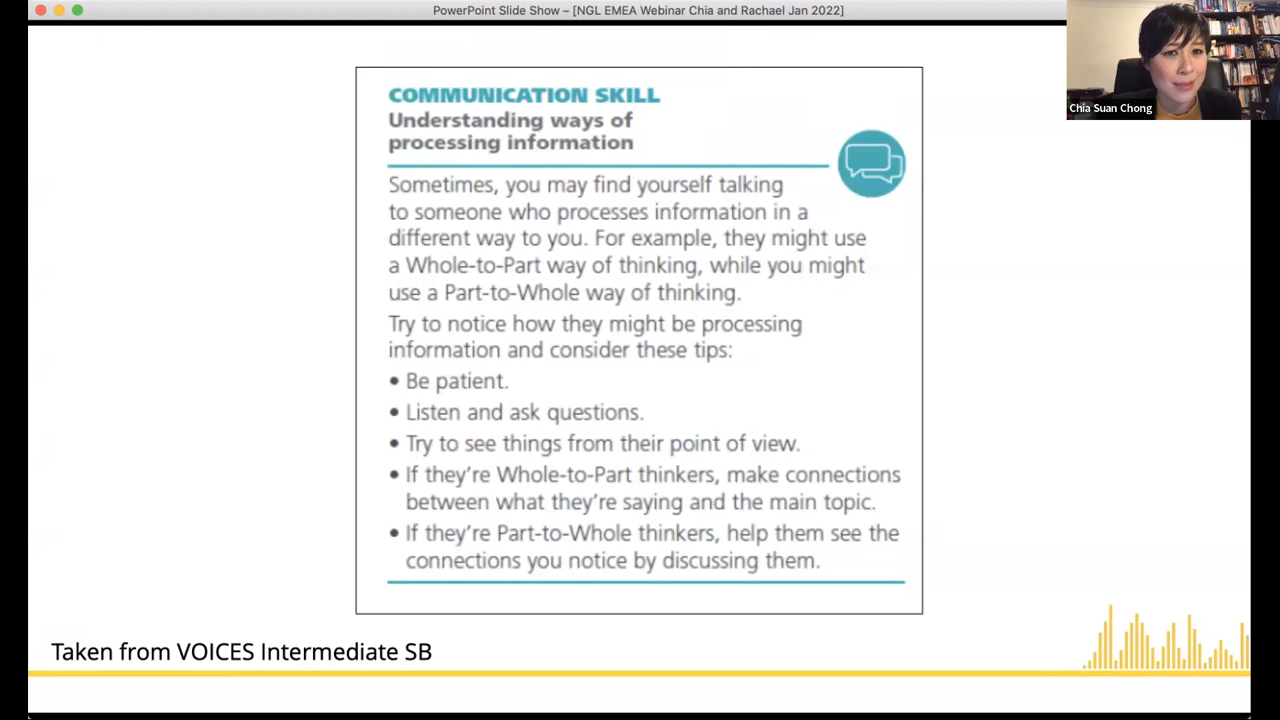 PowerPoint Slide Show – [NGL EMEA Webinar Chia and Rachael Jan 2022]
Chia Suan Chong
COMMUNICATION SKILL
Understanding ways of
processing information
Sometimes, you may find yourself talking
to someone who processes information in a
different way to you. For example, they might use
a Whole-to-Part way of thinking, while you might
use a Part-to-Whole way of thinking.
Try to notice how they might be processing
information and consider these tips:
• Be patient.
• Listen and ask questions.
• Try to see things from their point of view.
• If they're Whole-to-Part thinkers, make connections
between what they're saying and the main topic.
• If they're Part-to-Whole thinkers, help them see the
connections you notice by discussing them.
Taken from VOICES Intermediate SB